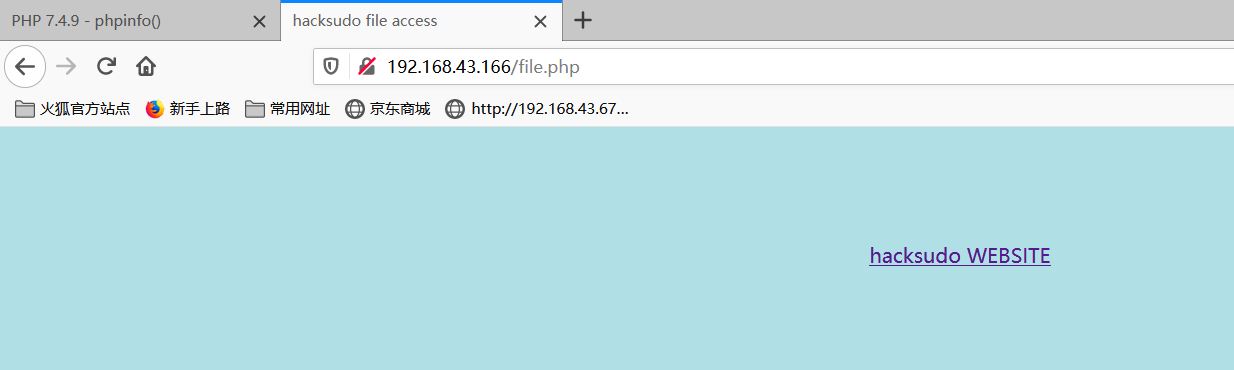 PHP 7.4.9 - phpinfo()
hacksudo file access
192.168.43.166/file.php
火狐官方站点 新手上路 常用网址 京东商城 http://192.168.43.67...
hacksudo WEBSITE